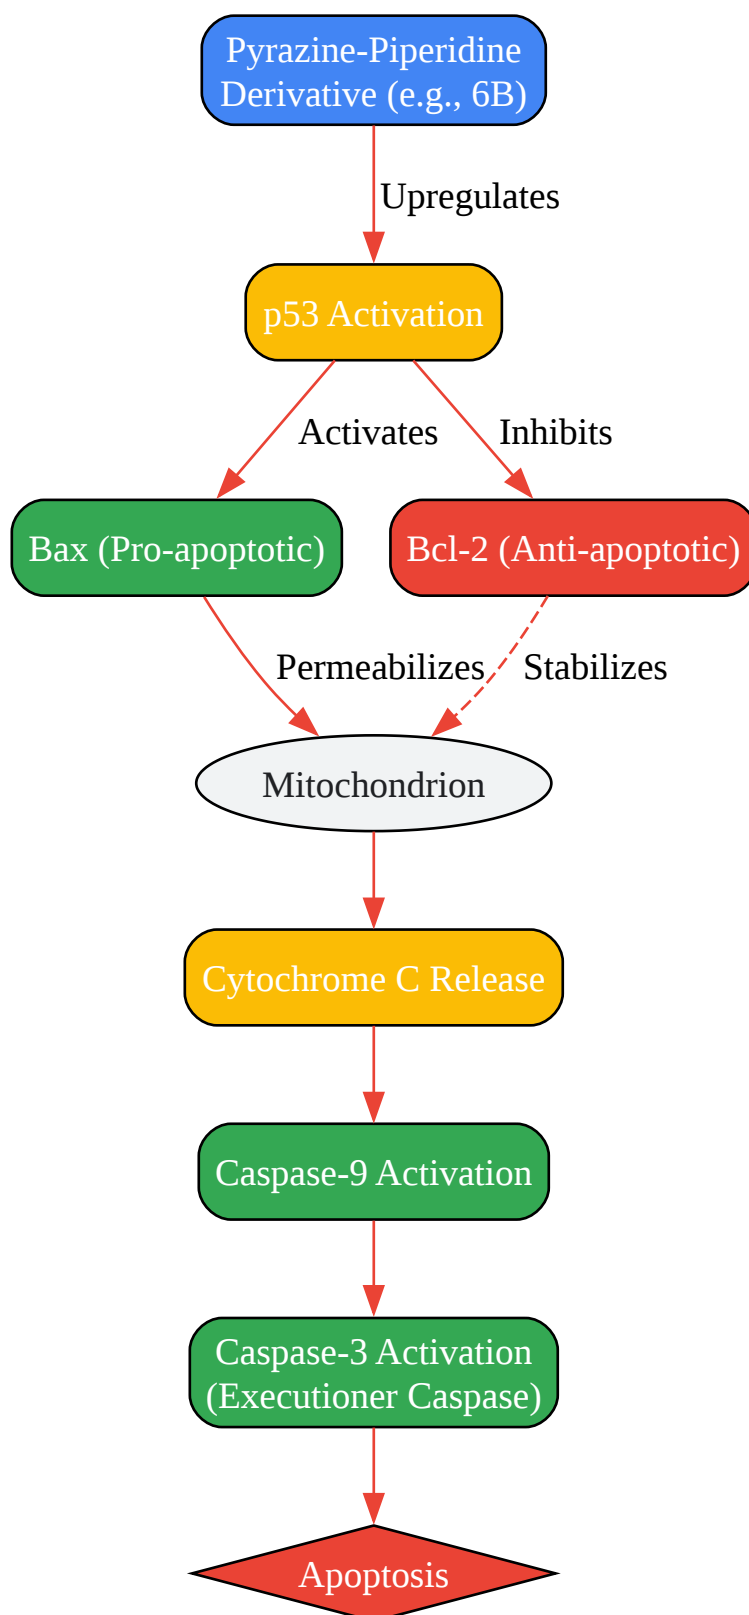 Pyrazine-Piperidine
Derivative (e.g., 6B)
Upregulates
p53 Activation
Activates
Inhibits
Bax (Pro-apoptotic)
Bcl-2 (Anti-apoptotic)
Permeabilizes
Stabilizes
Mitochondrion
Cytochrome C Release
Caspase-9 Activation
Caspase-3 Activation
(Executioner Caspase)
Apoptosis